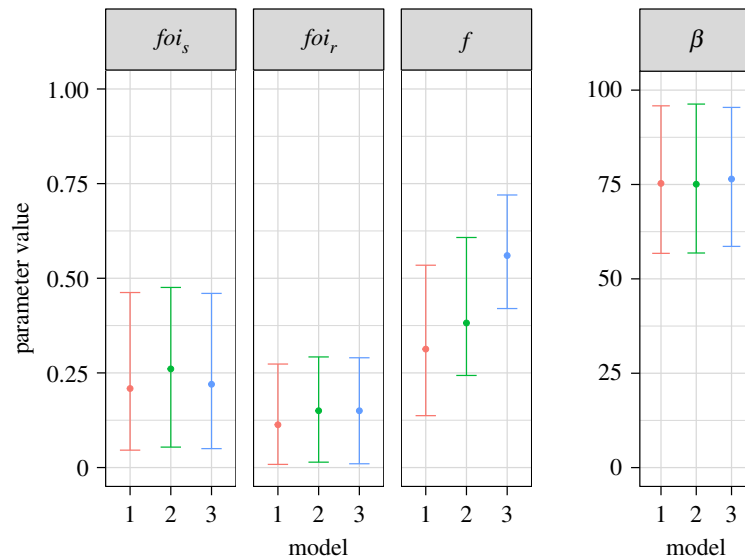 foi_s foi_r f β
parameter value
1.00
0.75
0.50
0.25
0
100
75
50
25
0
1 2 3 1 2 3 1 2 3 1 2 3
model model